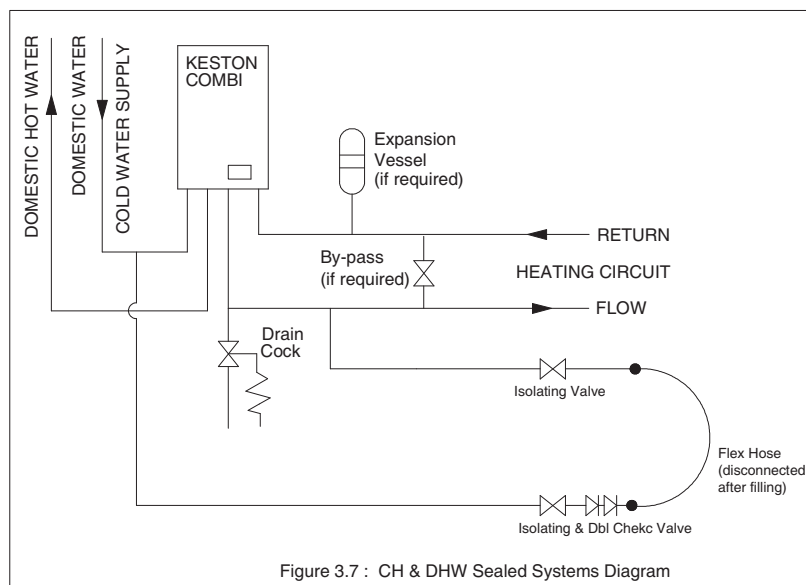 DOMESTIC HOT WATER
DOMESTIC WATER
COLD WATER SUPPLY
KESTON
COMBI
Expansion
Vessel
(if required)
RETURN
By-pass
(if required)
HEATING CIRCUIT
FLOW
Drain
Cock
Isolating Valve
Flex Hose
(disconnected
after filling)
Isolating & Dbl Chekc Valve
Figure 3.7 : CH & DHW Sealed Systems Diagram